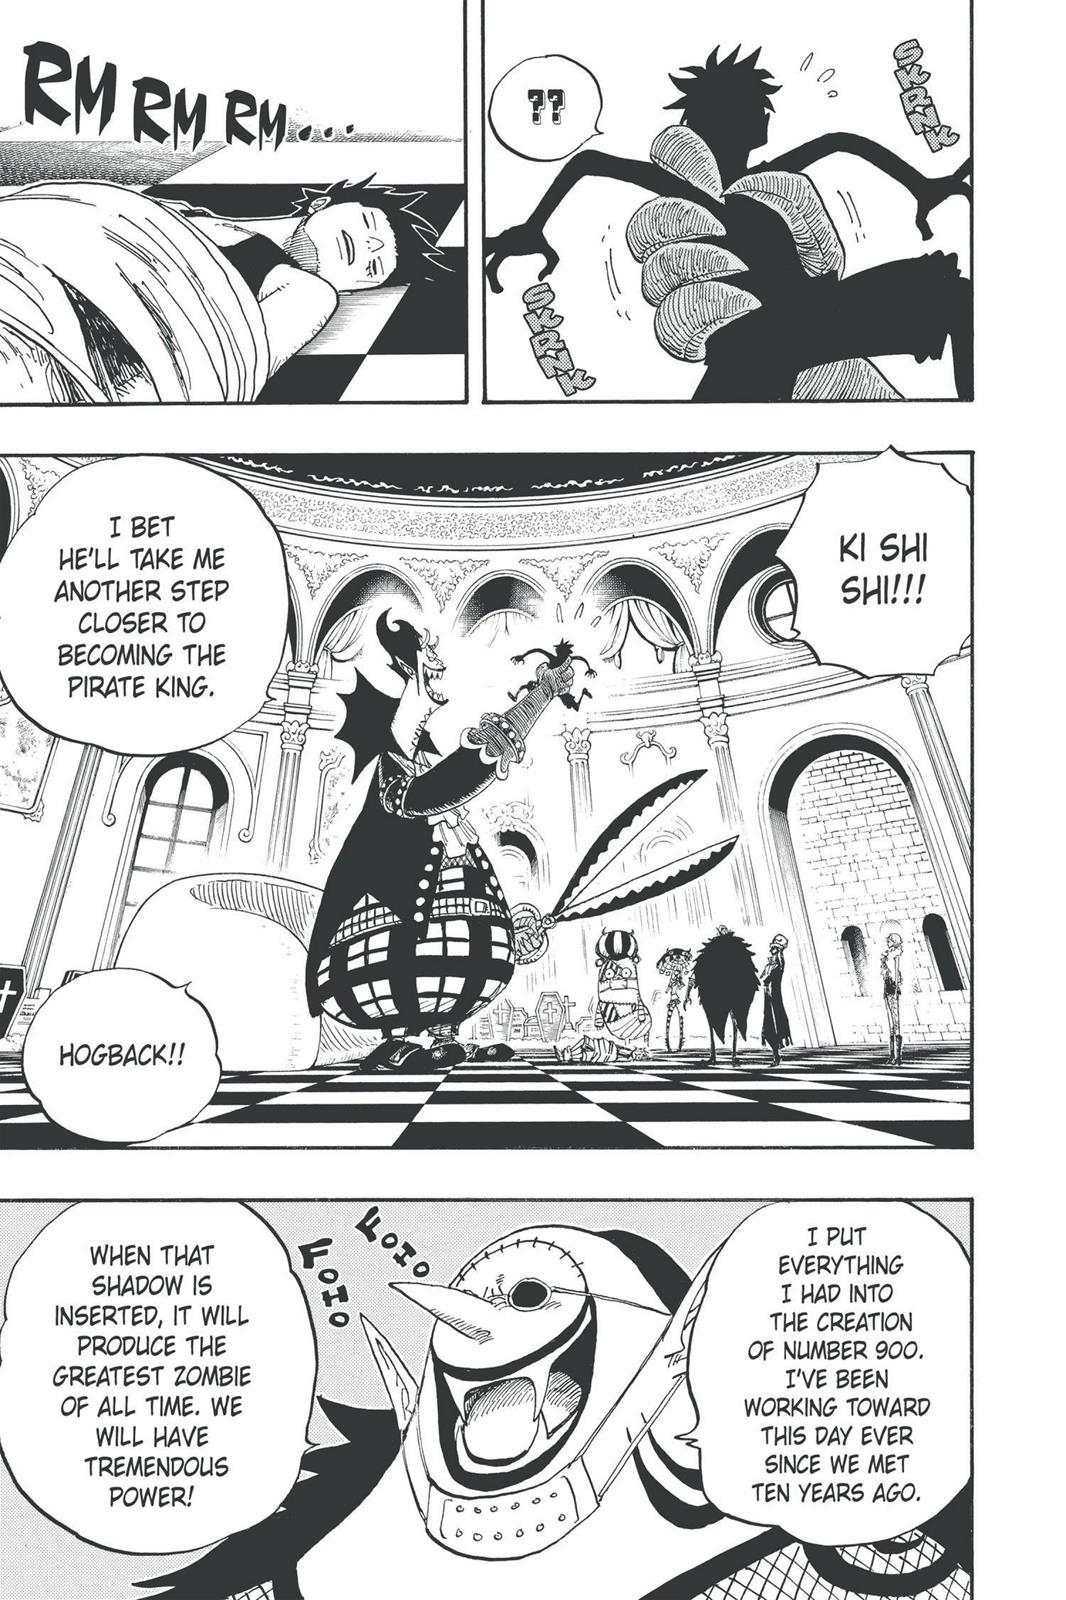 ??
SKRNK
SKRNK
RM RM RM...
KI SHI
SHI!!!
I BET
HE'LL TAKE ME
ANOTHER STEP
CLOSER TO
BECOMING THE
PIRATE KING.
HOGBACK!!
I PUT
EVERYTHING
I HAD INTO
THE CREATION
OF NUMBER 900.
I'VE BEEN
WORKING TOWARD
THIS DAY EVER
SINCE WE MET
TEN YEARS AGO.
FOHO
FOHO
WHEN THAT
SHADOW IS
INSERTED, IT WILL
PRODUCE THE
GREATEST ZOMBIE
OF ALL TIME. WE
WILL HAVE
TREMENDOUS
POWER!